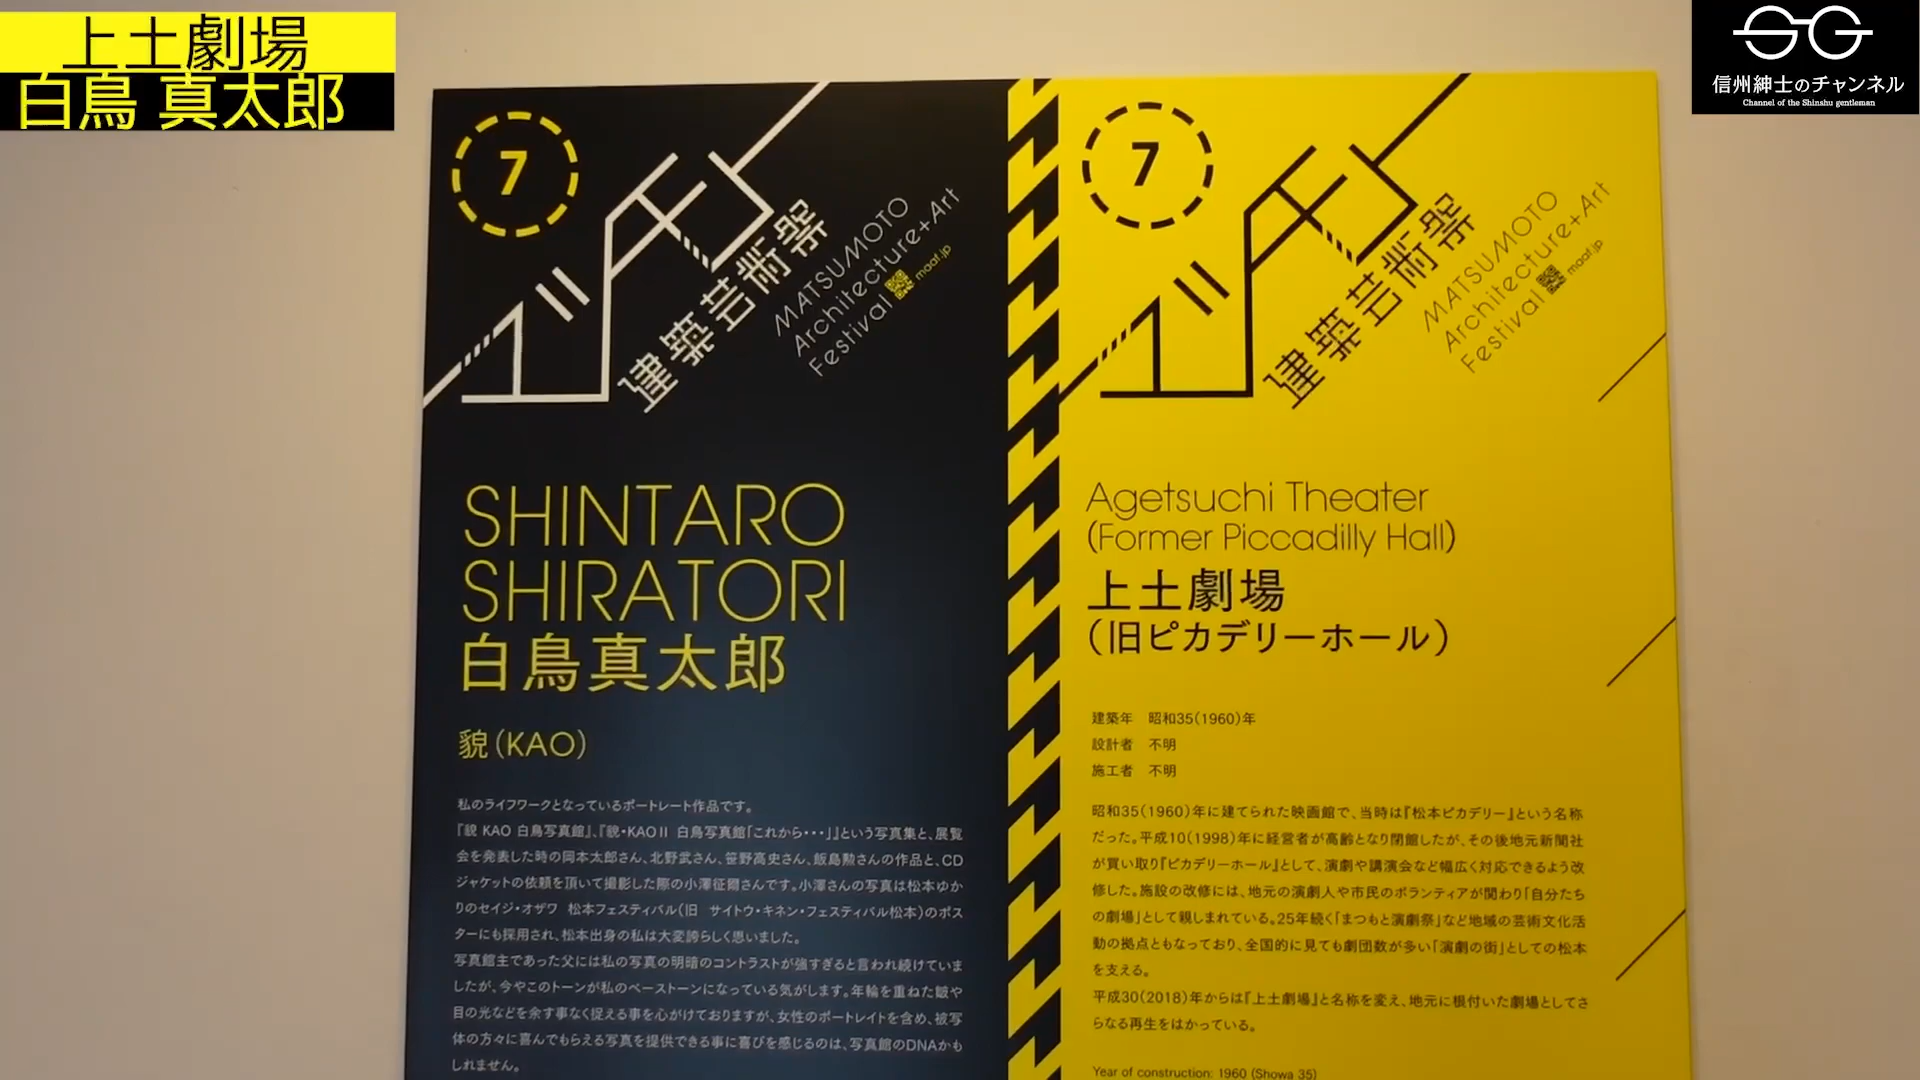 上土劇場
白鳥 真太郎
SG
信州紳士のチャンネル
Channel of the Shinshu gentleman
7
マツモト
建築芸術祭
MATSUMOTO
Architecture+Art
Festival
maaf.jp
SHINTARO
SHIRATORI
白鳥真太郎
貌(KAO)
私のライフワークとなっているポートレート作品です。
『貌 KAO 白鳥写真館』、『貌・KAOⅡ 白鳥写真館「これから・・・」』という写真集と、展覧
会を発表した時の岡本太郎さん、北野武さん、笹野高史さん、飯島勲さんの作品と、CD
ジャケットの依頼を頂いて撮影した際の小澤征爾さんです。小澤さんの写真は松本ゆか
りのセイジ・オザワ 松本フェスティバル(旧 サイトウ・キネン・フェスティバル松本)のポス
ターにも採用され、松本出身の私は大変誇らしく思いました。
写真館主であった父には私の写真の明暗のコントラストが強すぎると言われ続けていま
したが、今やこのトーンが私のベーストーンになっている気がします。年輪を重ねた皺や
目の光などを余す事なく捉える事を心がけておりますが、女性のポートレイトを含め、被写
体の方々に喜んでもらえる写真を提供できる事に喜びを感じるのは、写真館のDNAかも
しれません。
7
マツモト
建築芸術祭
MATSUMOTO
Architecture+Art
Festival
maaf.jp
Agetsuchi Theater
(Former Piccadilly Hall)
上土劇場
(旧ピカデリーホール)
建築年 昭和35(1960)年
設計者 不明
施工者 不明
昭和35(1960)年に建てられた映画館で、当時は『松本ピカデリー』という名称
だった。平成10(1998)年に経営者が高齢となり閉館したが、その後地元新聞社
が買い取り『ピカデリーホール』として、演劇や講演会など幅広く対応できるよう改
修した。施設の改修には、地元の演劇人や市民のボランティアが関わり「自分たち
の劇場」として親しまれている。25年続く「まつもと演劇祭」など地域の芸術文化活
動の拠点ともなっており、全国的に見ても劇団数が多い「演劇の街」としての松本
を支える。
平成30(2018)年からは『上土劇場』と名称を変え、地元に根付いた劇場としてさ
らなる再生をはかっている。
Year of construction: 1960 (Showa 35)